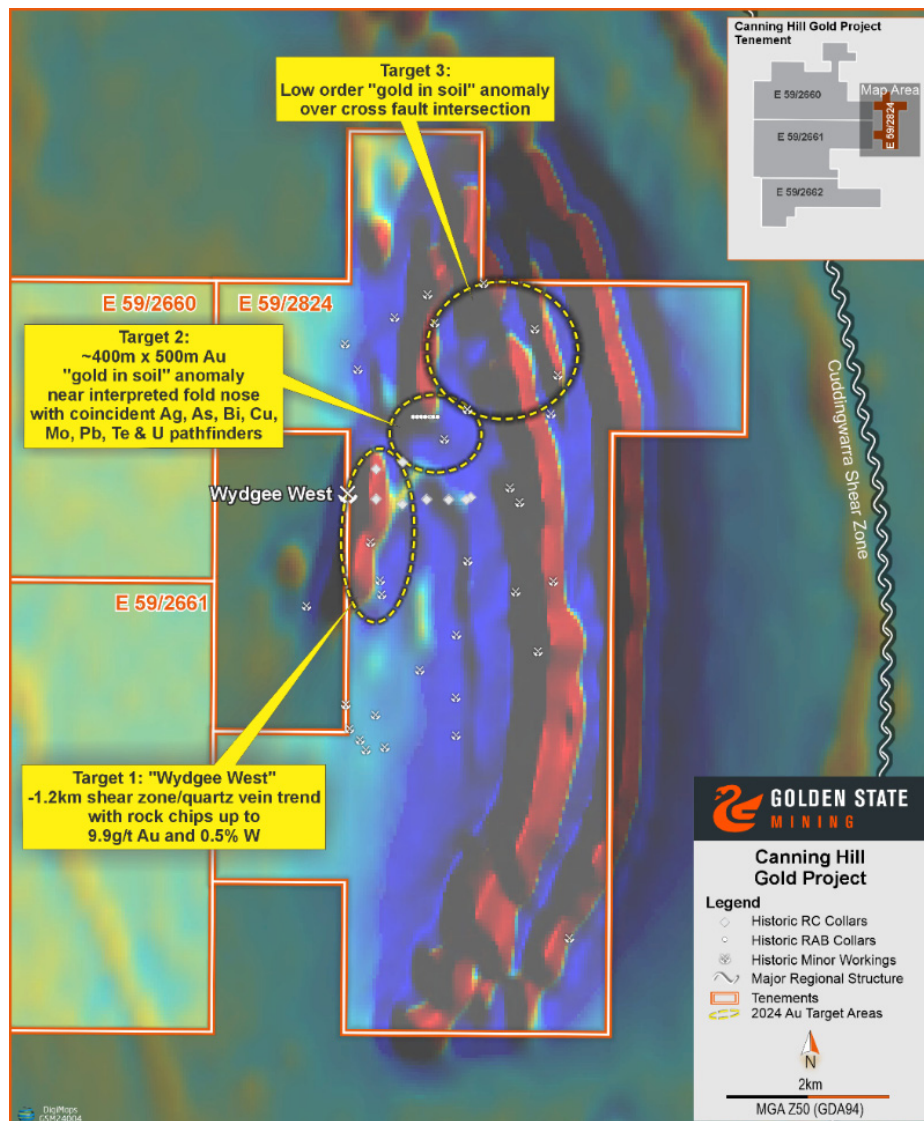 Canning Hill Gold Project
Tenement
Map Area
E 59/2660
E 59/2824
E 59/2661
E 59/2662
Target 3:
Low order "gold in soil" anomaly
over cross fault intersection
E 59/2660
E 59/2824
Target 2:
~400m x 500m Au
"gold in soil" anomaly
near interpreted fold nose
with coincident Ag, As, Bi, Cu,
Mo, Pb, Te & U pathfinders
Cuddingwarra Shear Zone
Wydgee West
E 59/2661
Target 1: "Wydgee West"
-1.2km shear zone/quartz vein trend
with rock chips up to
9.9g/t Au and 0.5% W
GOLDEN STATE
MINING
Canning Hill
Gold Project
Legend
Historic RC Collars
Historic RAB Collars
Historic Minor Workings
Major Regional Structure
Tenements
2024 Au Target Areas
N
2km
MGA Z50 (GDA94)
DigiMaps
GSM24004